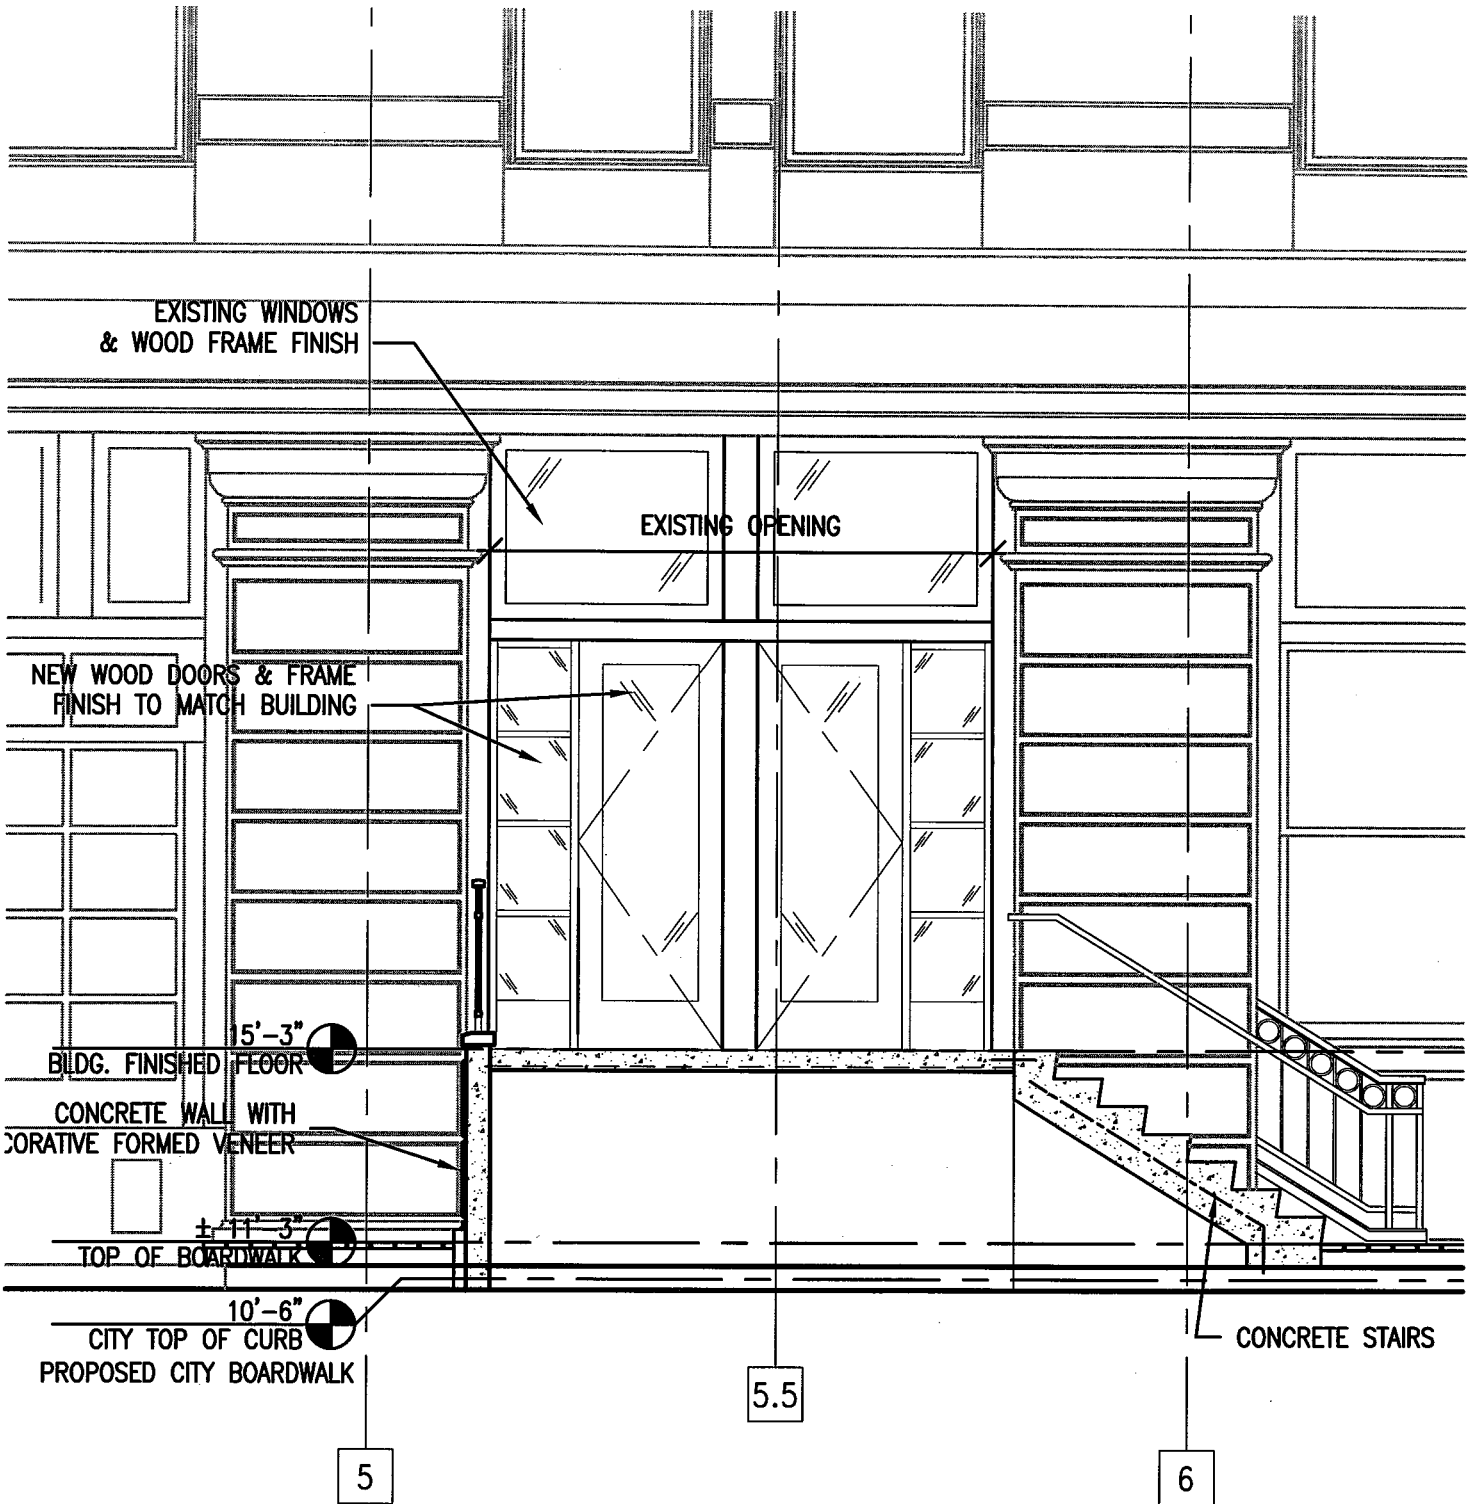 EXISTING WINDOWS
& WOOD FRAME FINISH
EXISTING OPENING
NEW WOOD DOORS & FRAME
FINISH TO MATCH BUILDING
15'-3"
BLDG. FINISHED FLOOR
CONCRETE WALL WITH
CORATIVE FORMED VENEER
± 11'-3"
TOP OF BOARDWALK
10'-6"
CITY TOP OF CURB
PROPOSED CITY BOARDWALK
CONCRETE STAIRS
5.5
5
6